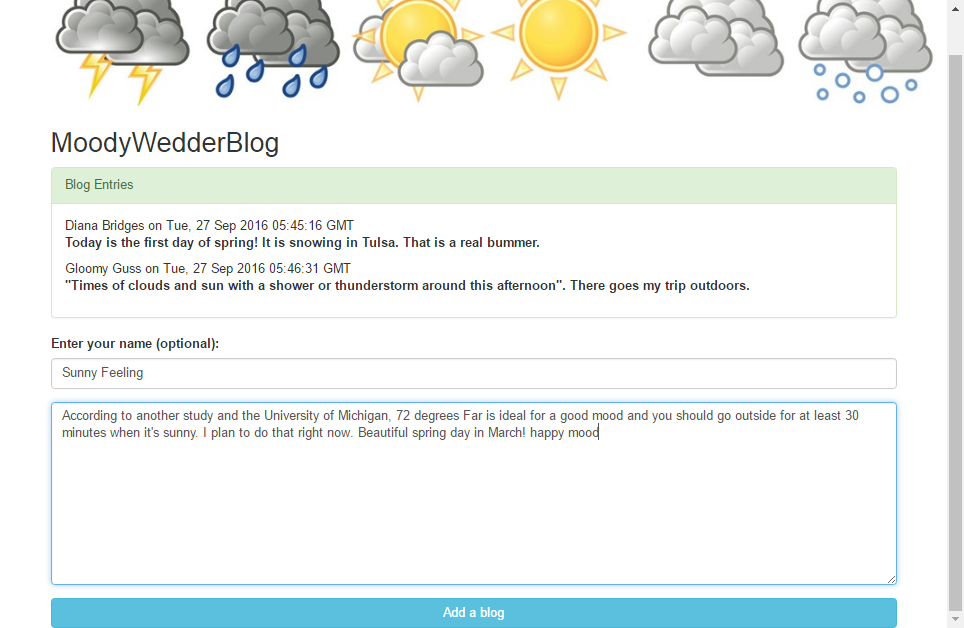 MoodyWedderBlog
Blog Entries
Diana Bridges on Tue, 27 Sep 2016 05:45:16 GMT
Today is the first day of spring! It is snowing in Tulsa. That is a real bummer.
Gloomy Guss on Tue, 27 Sep 2016 05:46:31 GMT
"Times of clouds and sun with a shower or thunderstorm around this afternoon". There goes my trip outdoors.
Enter your name (optional):
Sunny Feeling
According to another study and the University of Michigan, 72 degrees Far is ideal for a good mood and you should go outside for at least 30
minutes when it's sunny. I plan to do that right now. Beautiful spring day in March! happy mood
Add a blog